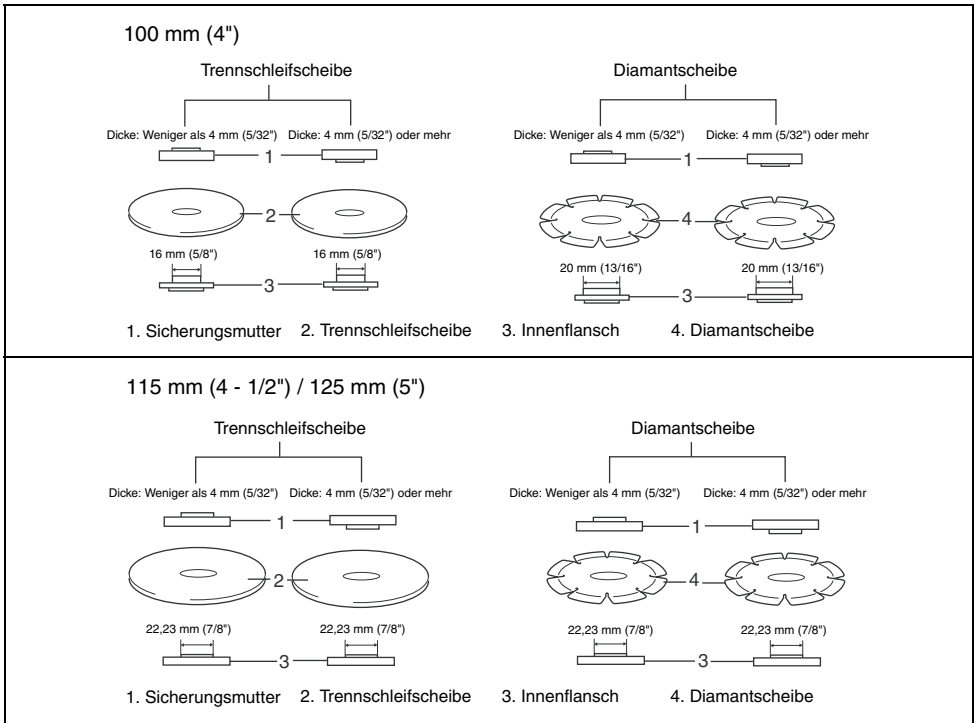 100 mm (4")
Trennschleifscheibe
Diamantscheibe
Dicke: Weniger als 4 mm (5/32")
Dicke: 4 mm (5/32") oder mehr
Dicke: Weniger als 4 mm (5/32")
Dicke: 4 mm (5/32") oder mehr
1
1
2
4
16 mm (5/8")
16 mm (5/8")
20 mm (13/16")
20 mm (13/16")
3
3
1. Sicherungsmutter 2. Trennschleifscheibe 3. Innenflansch 4. Diamantscheibe
115 mm (4 - 1/2") / 125 mm (5")
Trennschleifscheibe
Diamantscheibe
Dicke: Weniger als 4 mm (5/32")
Dicke: 4 mm (5/32") oder mehr
Dicke: Weniger als 4 mm (5/32")
Dicke: 4 mm (5/32") oder mehr
1
1
2
4
22,23 mm (7/8")
22,23 mm (7/8")
22,23 mm (7/8")
22,23 mm (7/8")
3
3
1. Sicherungsmutter 2. Trennschleifscheibe 3. Innenflansch 4. Diamantscheibe